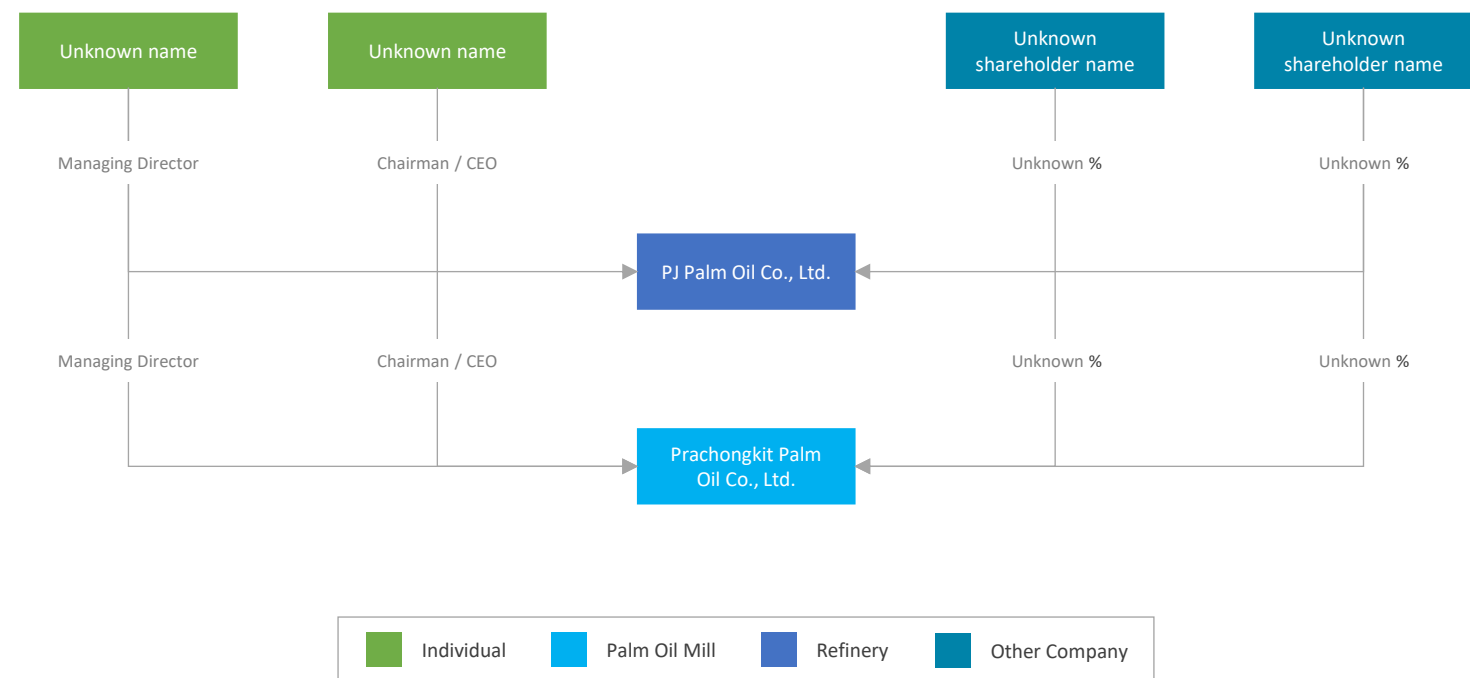 Unknown name
Unknown name
Unknown
shareholder name
Unknown
shareholder name
Managing Director
Chairman / CEO
Unknown %
Unknown %
PJ Palm Oil Co., Ltd.
Managing Director
Chairman / CEO
Unknown %
Unknown %
Prachongkit Palm
Oil Co., Ltd.
Individual
Palm Oil Mill
Refinery
Other Company